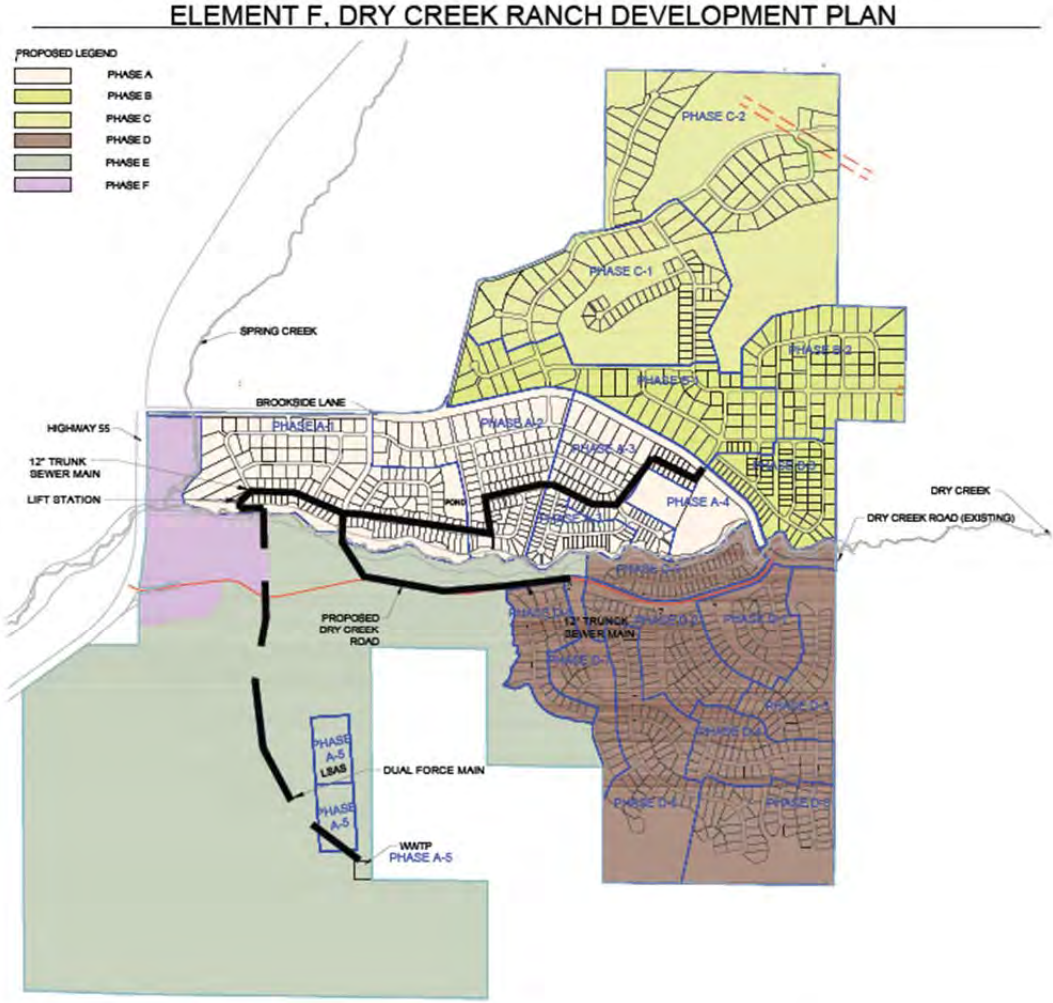 ELEMENT F, DRY CREEK RANCH DEVELOPMENT PLAN
PROPOSED LEGEND
PHASE A
PHASE B
PHASE C
PHASE D
PHASE E
PHASE F
PHASE C-2
PHASE C-1
SPRING CREEK
PHASE B-2
PHASE B-1
BROOKSIDE LANE
HIGHWAY 55
PHASE A-1
PHASE A-2
PHASE A-3
12" TRUNK
SEWER MAIN
LIFT STATION
POND
PHASE A-4
DRY CREEK
DRY CREEK ROAD (EXISTING)
PROPOSED
DRY CREEK
ROAD
12" TRUNCK
SEWER MAIN
PHASE D-2
PHASE
A-5
LSAS
DUAL FORCE MAIN
PHASE
A-5
WWTP
PHASE A-5